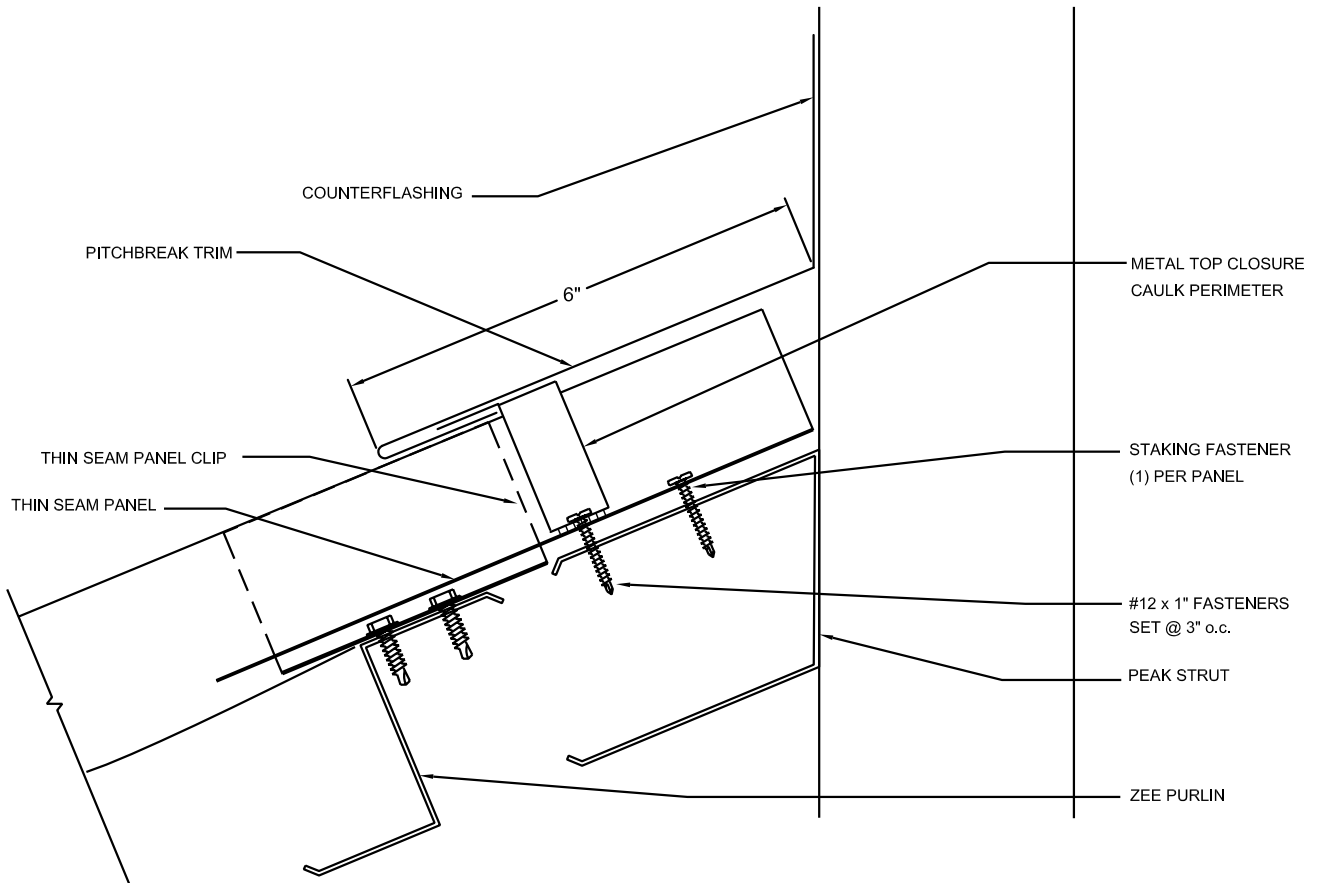 COUNTERFLASHING
PITCHBREAK TRIM
6"
METAL TOP CLOSURE
CAULK PERIMETER
THIN SEAM PANEL CLIP
THIN SEAM PANEL
STAKING FASTENER
(1) PER PANEL
#12 x 1" FASTENERS
SET @ 3" o.c.
PEAK STRUT
ZEE PURLIN